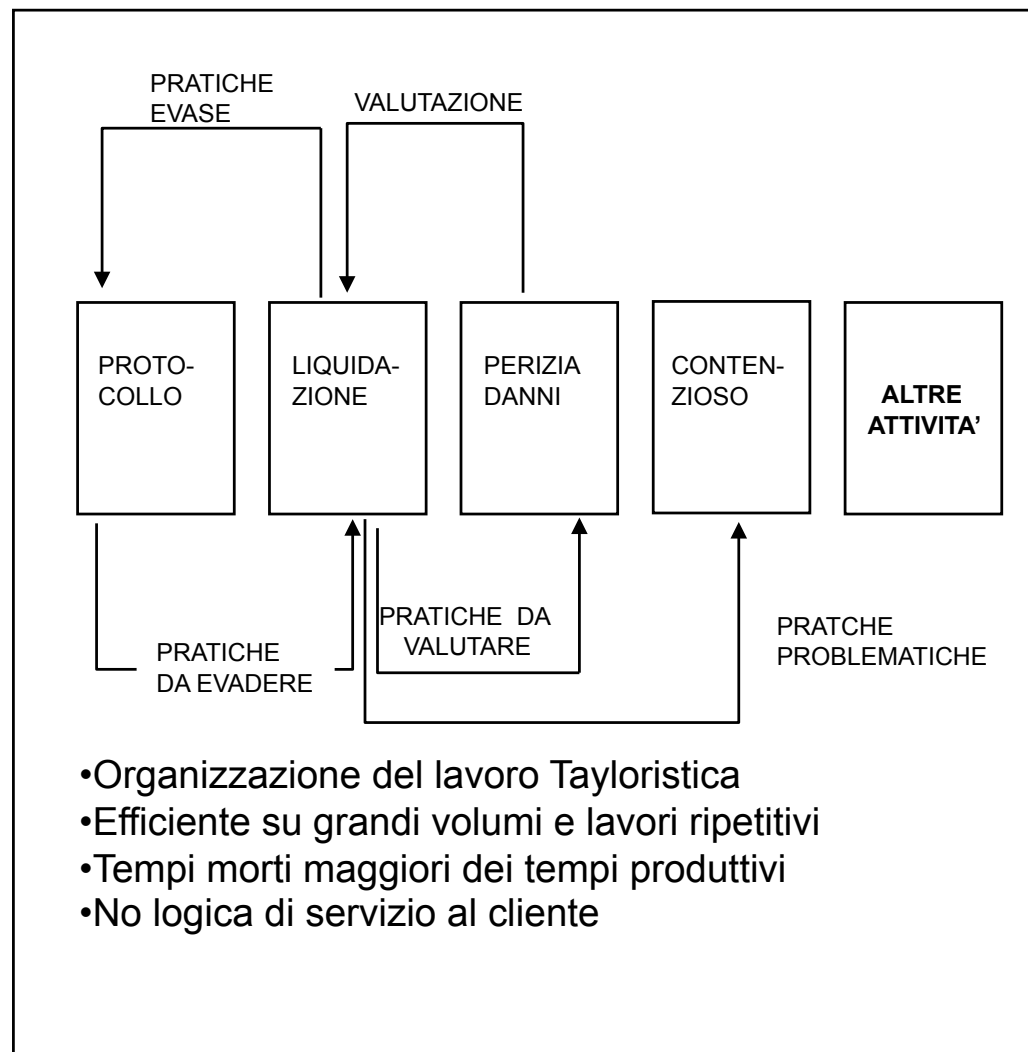 PRATICHE
EVASE
VALUTAZIONE
PROTO-
COLLO
LIQUIDA-
ZIONE
PERIZIA
DANNI
CONTEN-
ZIOSO
ALTRE
ATTIVITA’
PRATICHE
DA EVADERE
PRATICHE DA
VALUTARE
PRATCHE
PROBLEMATICHE
•Organizzazione del lavoro Tayloristica
•Efficiente su grandi volumi e lavori ripetitivi
•Tempi morti maggiori dei tempi produttivi
•No logica di servizio al cliente